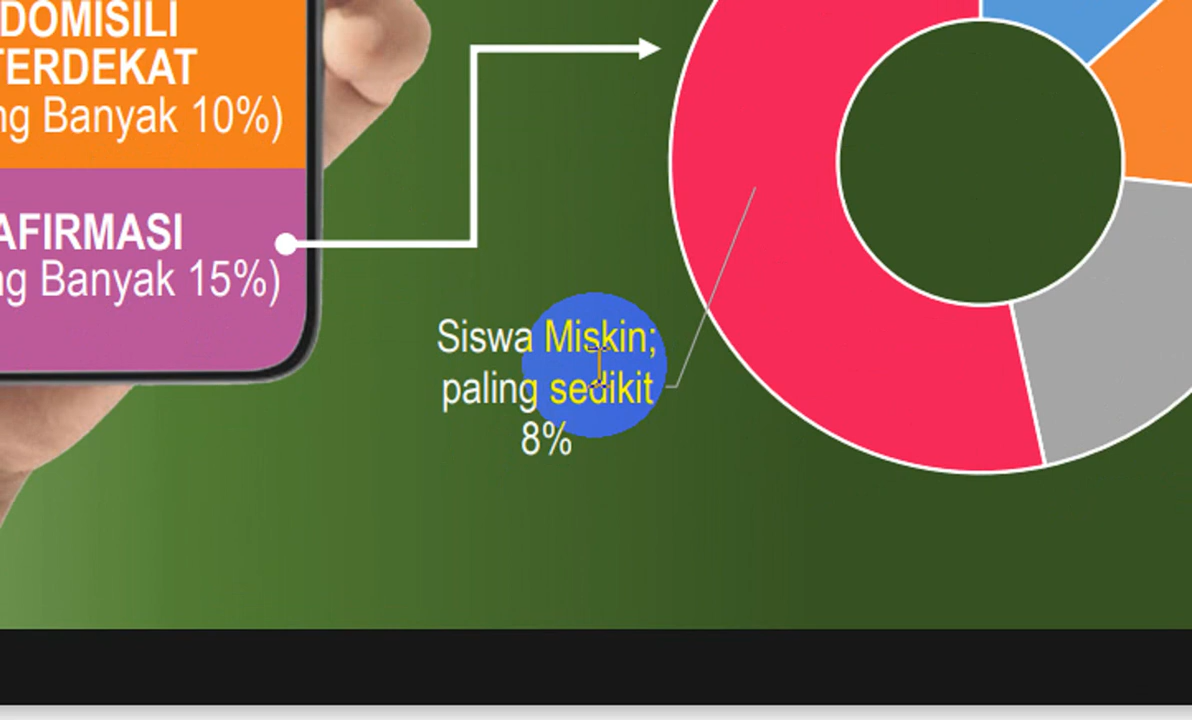 DOMISILI
TERDEKAT
ng Banyak 10%)
AFIRMASI
ng Banyak 15%)
Siswa Miskin;
paling sedikit
8%